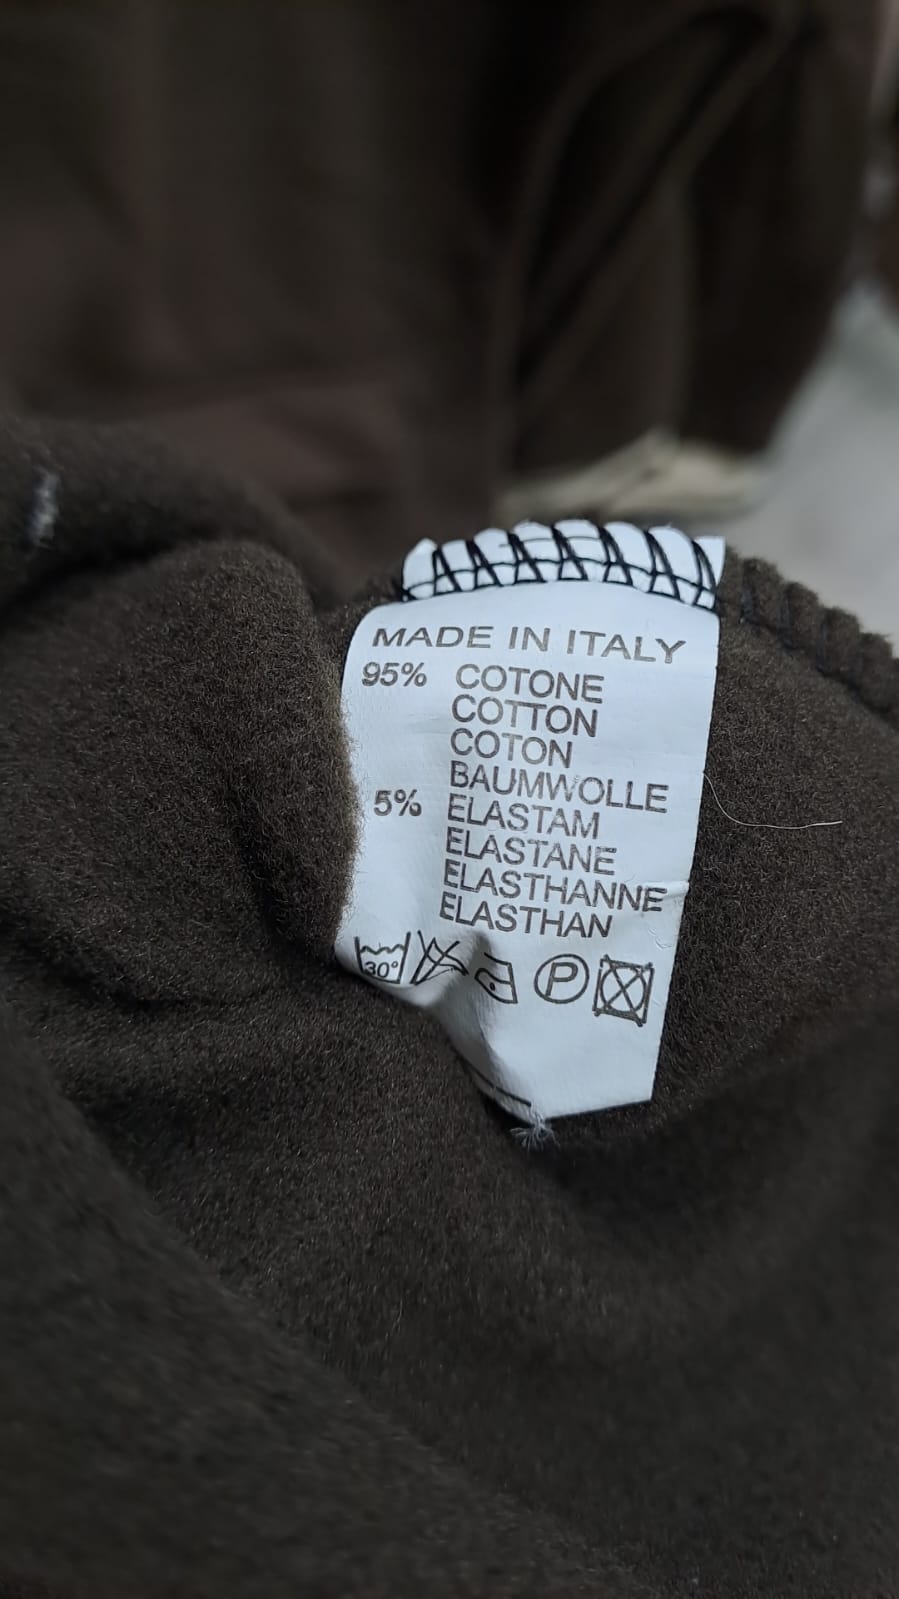 MADE IN ITALY
95% COTONE
COTTON
COTON
BAUMWOLLE
5% ELASTAM
ELASTANE
ELASTHANNE
ELASTHAN
30° P